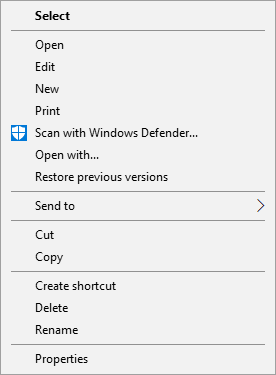 Select
Open
Edit
New
Print
Scan with Windows Defender...
Open with...
Restore previous versions
Send to
Cut
Copy
Create shortcut
Delete
Rename
Properties